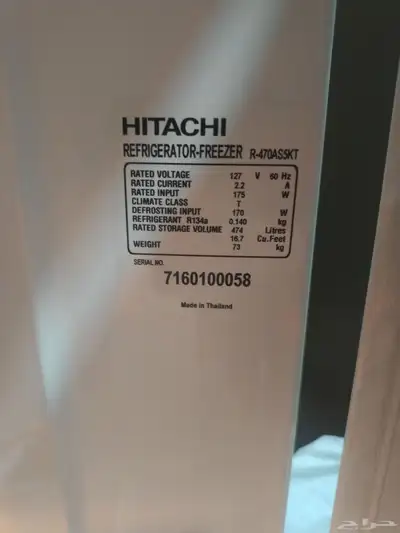 HITACHI
REFRIGERATOR-FREEZER R-470AS5KT
RATED VOLTAGE 127 V 60 Hz
RATED CURRENT 2.2 A
RATED INPUT 175 W
CLIMATE CLASS T
DEFROSTING INPUT 170 W
REFRIGERANT R134a 0.140 kg
RATED STORAGE VOLUME 474 Litres
16.7 Cu.Feet
WEIGHT 73 kg
SERIAL NO.
7160100058
Made in Thailand
حراج